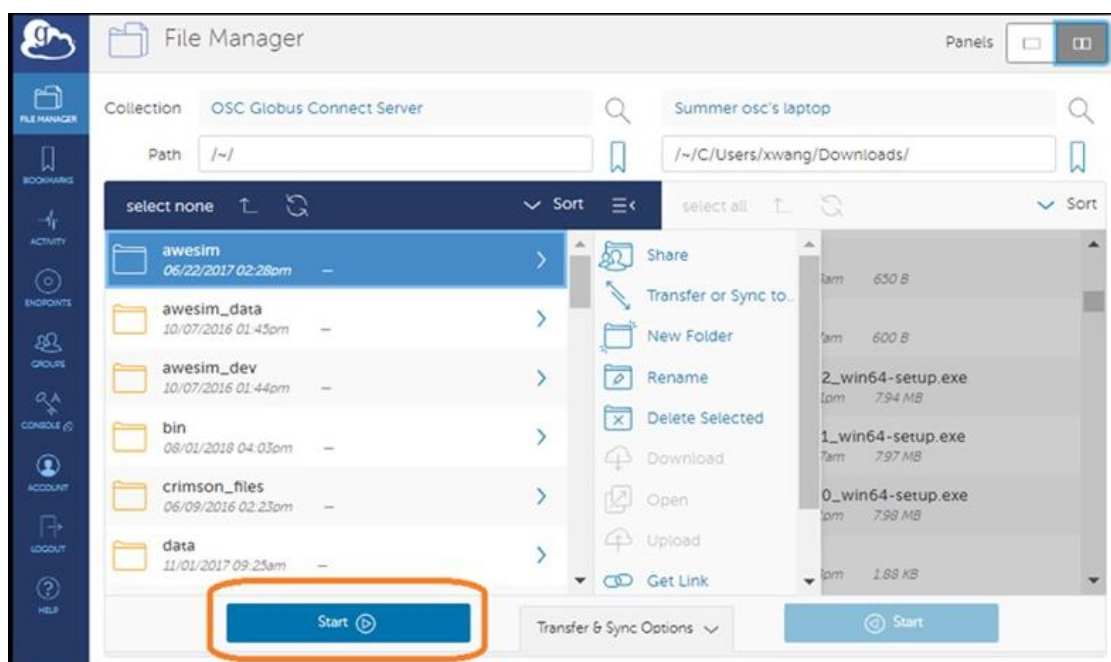 File Manager
Panels
FILE MANAGER
BOOKMARKS
ACTIVITY
ENDPOINTS
GROUPS
CONSOLE
ACCOUNT
LOGOUT
HELP
Collection OSC Globus Connect Server
Path /~/
Summer osc's laptop
/~/C/Users/xwang/Downloads/
select none
Sort
select all
Sort
awesim
06/22/2017 02:28pm —
awesim_data
10/07/2016 01:45pm —
awesim_dev
10/07/2016 01:44pm —
bin
08/01/2018 04:03pm —
crimson_files
06/09/2016 02:23pm —
data
11/01/2017 09:25am —
Share
Transfer or Sync to..
New Folder
Rename
Delete Selected
Download
Open
Upload
Get Link
650 B
600 B
2_win64-setup.exe
7.94 MB
1_win64-setup.exe
7.97 MB
0_win64-setup.exe
7.98 MB
1.88 KB
Start
Transfer & Sync Options
Start